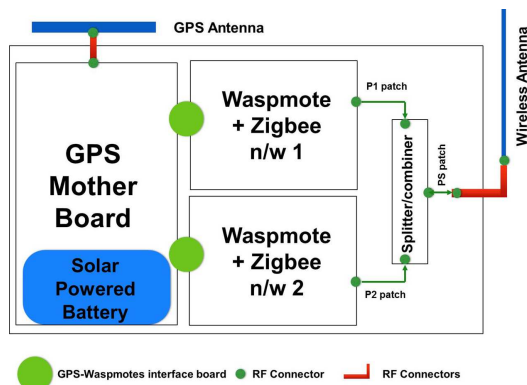 GPS Antenna
Wireless Antenna
GPS
Mother
Board
Solar
Powered
Battery
Waspmote
+ Zigbee
n/w 1
Waspmote
+ Zigbee
n/w 2
P1 patch
Splitter/combiner
PS patch
P2 patch
GPS-Waspmotes interface board
RF Connector
RF Connectors